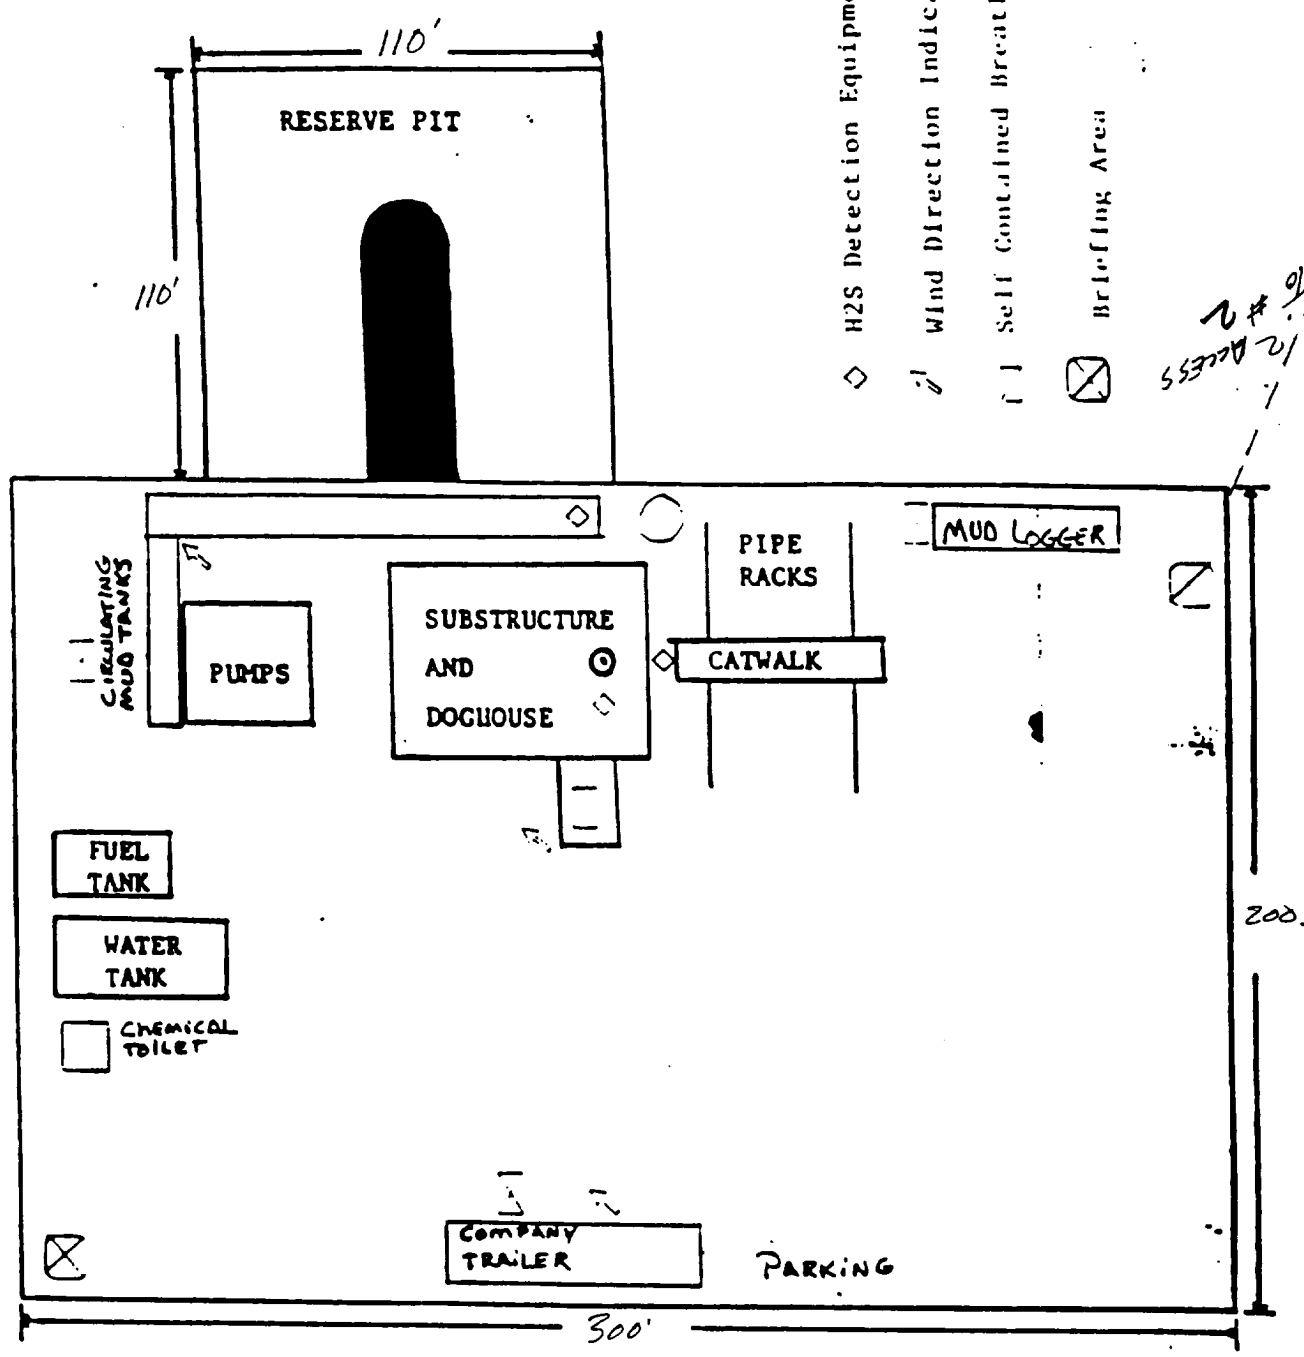 110'
RESERVE PIT
110'
H2S Detection Equipm
Wind Direction Indic
Self Contained Breat
Briefing Area
ACCESS
# 2
CIRCULATING
MUD TANKS
PUMPS
SUBSTRUCTURE
AND
DOGHOUSE
PIPE
RACKS
CATWALK
MUD LOGGER
FUEL
TANK
WATER
TANK
CHEMICAL
TOILET
200
COMPANY
TRAILER
PARKING
300'